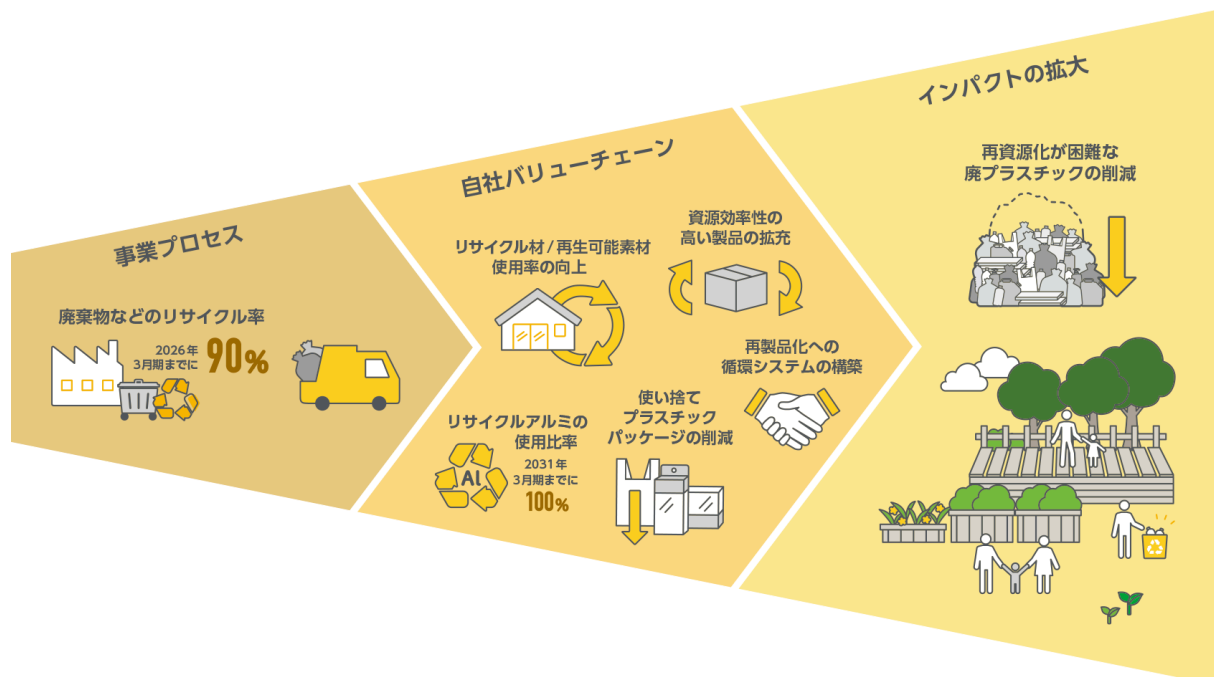 事業プロセス
廃棄物などのリサイクル率
2026年
3月期までに
90%
自社バリューチェーン
リサイクル材/再生可能素材
使用率の向上
資源効率性の
高い製品の拡充
再製品化への
循環システムの構築
リサイクルアルミの
使用比率
2031年
3月期までに
100%
Al
使い捨て
プラスチック
パッケージの削減
インパクトの拡大
再資源化が困難な
廃プラスチックの削減